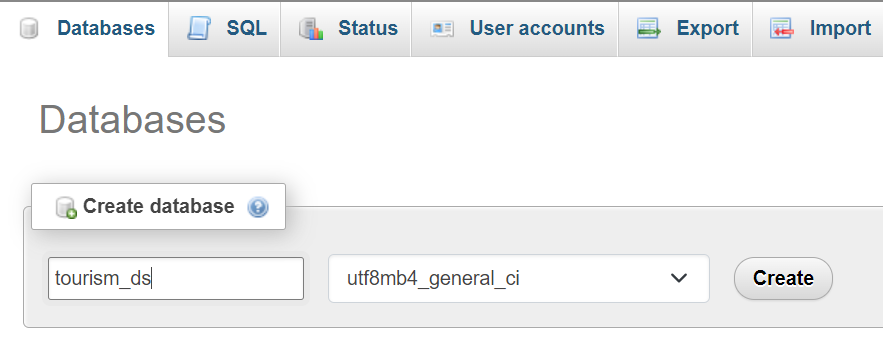 Databases SQL Status User accounts Export Import
Databases
Create database
tourism_ds utf8mb4_general_ci Create